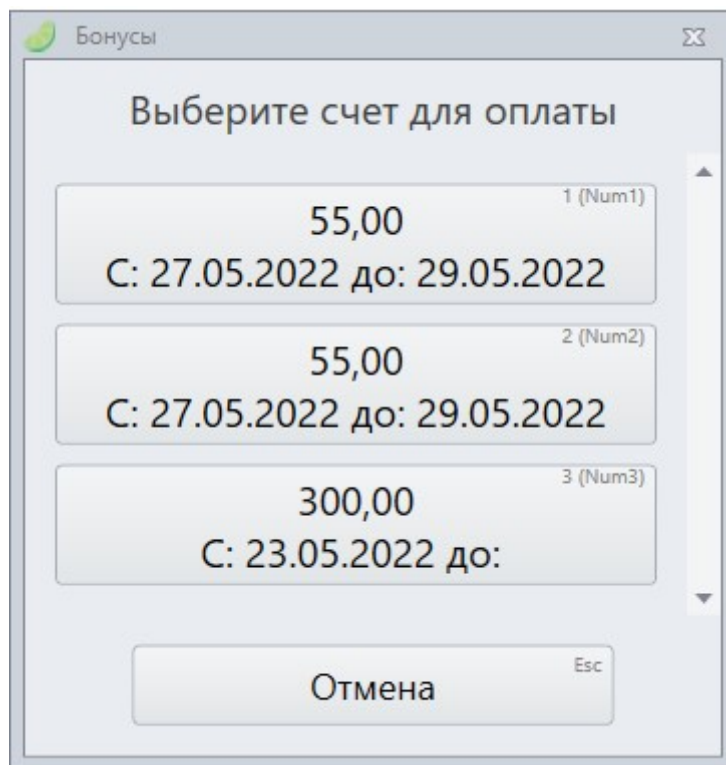 Бонусы
Выберите счет для оплаты
1 (Num1)
55,00
С: 27.05.2022 до: 29.05.2022
2 (Num2)
55,00
С: 27.05.2022 до: 29.05.2022
3 (Num3)
300,00
С: 23.05.2022 до:
Esc
Отмена